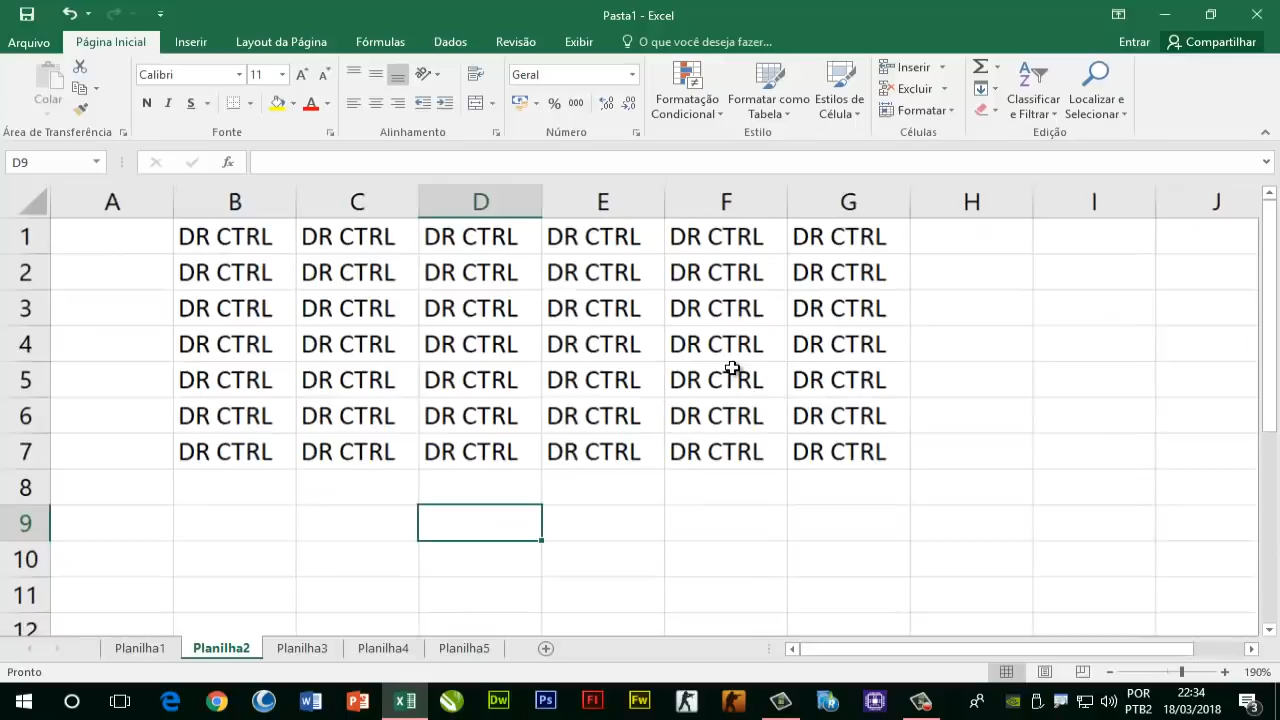 Pasta1 - Excel
Arquivo Página Inicial Inserir Layout da Página Fórmulas Dados Revisão Exibir O que você deseja fazer... Entrar Compartilhar
Colar
Calibri 11
N I S
Geral
% 000
Formatação Condicional
Formatar como Tabela
Estilos de Célula
Inserir
Excluir
Formatar
Classificar e Filtrar
Localizar e Selecionar
Área de Transferência Fonte Alinhamento Número Estilo Células Edição
D9 fx
A B C D E F G H I J
1 DR CTRL DR CTRL DR CTRL DR CTRL DR CTRL DR CTRL
2 DR CTRL DR CTRL DR CTRL DR CTRL DR CTRL DR CTRL
3 DR CTRL DR CTRL DR CTRL DR CTRL DR CTRL DR CTRL
4 DR CTRL DR CTRL DR CTRL DR CTRL DR CTRL DR CTRL
5 DR CTRL DR CTRL DR CTRL DR CTRL DR CTRL DR CTRL
6 DR CTRL DR CTRL DR CTRL DR CTRL DR CTRL DR CTRL
7 DR CTRL DR CTRL DR CTRL DR CTRL DR CTRL DR CTRL
8
9
10
11
12
Planilha1 Planilha2 Planilha3 Planilha4 Planilha5
Pronto 190%
Dw Ps Fl Fw
POR 22:34
PTB2 18/03/2018 3